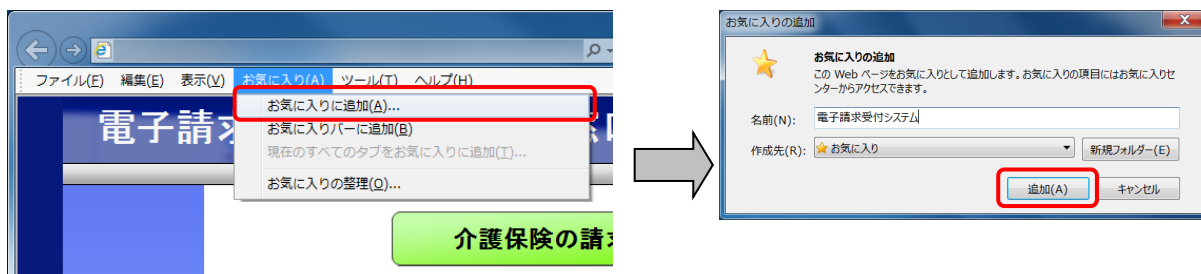 ファイル(F) 編集(E) 表示(V) お気に入り(A) ツール(T) ヘルプ(H)
電子請求
お気に入りに追加(A)...
お気に入りバーに追加(B)
現在のすべてのタブをお気に入りに追加(T)...
お気に入りの整理(O)...
介護保険の請
お気に入りの追加
お気に入りの追加
この Web ページをお気に入りとして追加します。お気に入りの項目にはお気に入りセ
ンターからアクセスできます。
名前(N): 電子請求受付システム
作成先(R): お気に入り 新規フォルダー(E)
追加(A) キャンセル